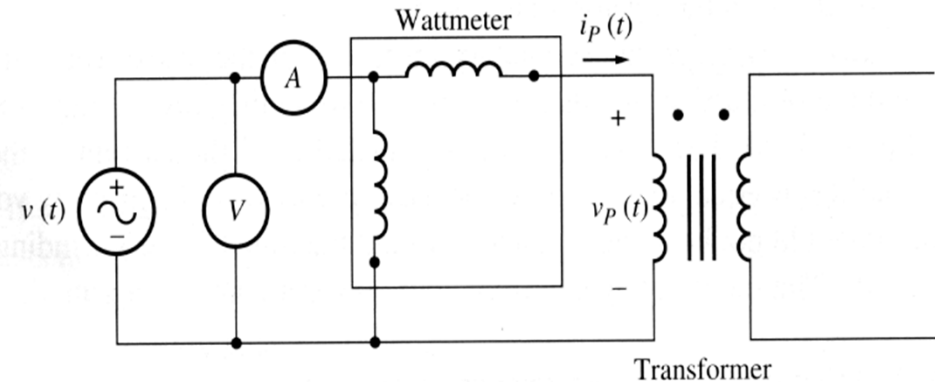 Wattmeter
i_P (t)
A
+
v (t)
+
−
V
v_P (t)
−
Transformer